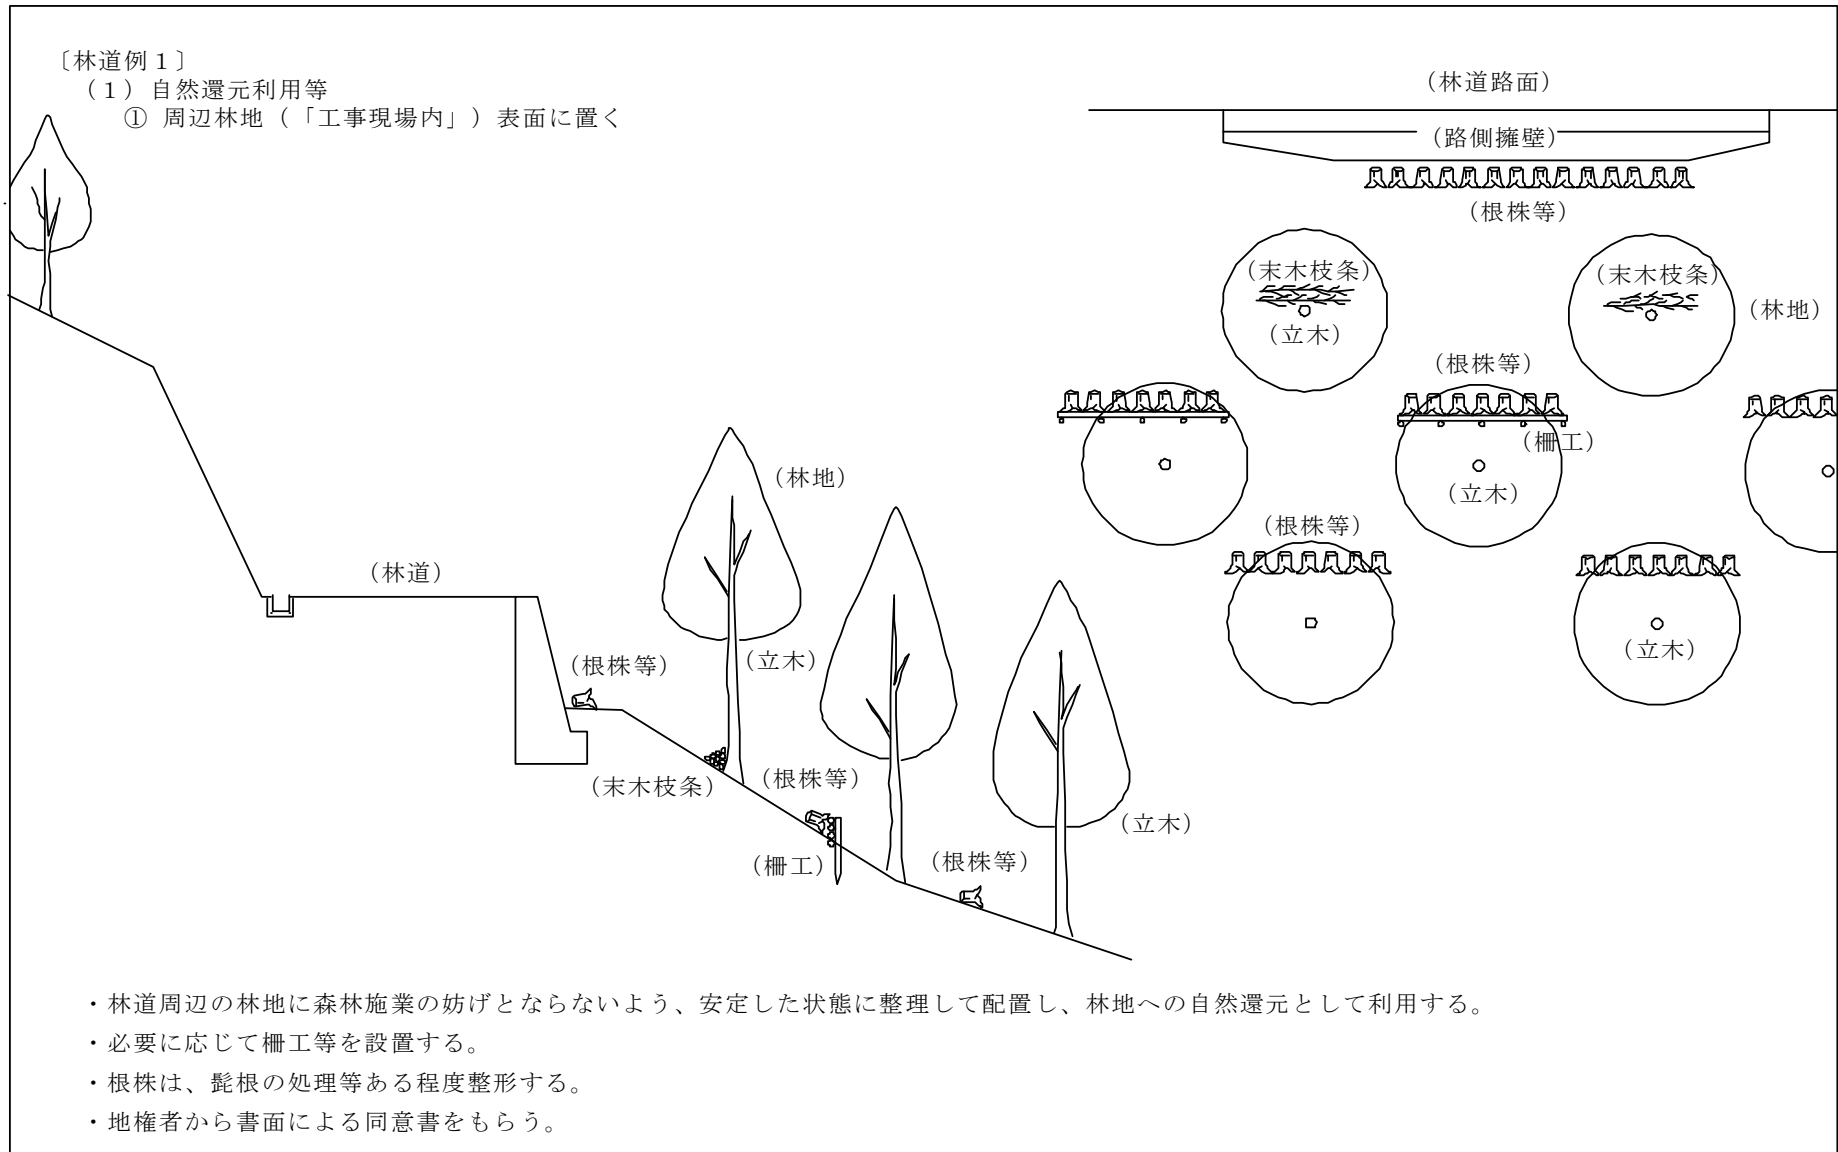 〔林道例１〕
（１）自然還元利用等
① 周辺林地（「工事現場内」）表面に置く
（林道路面）
（路側擁壁）
（根株等）
（末木枝条）
（末木枝条）
（林地）
（立木）
（根株等）
（柵工）
（立木）
（根株等）
（立木）
（林地）
（林道）
（根株等）
（立木）
（末木枝条）
（根株等）
（柵工）
（根株等）
（立木）
・林道周辺の林地に森林施業の妨げとならないよう、安定した状態に整理して配置し、林地への自然還元として利用する。
・必要に応じて柵工等を設置する。
・根株は、髭根の処理等ある程度整形する。
・地権者から書面による同意書をもらう。